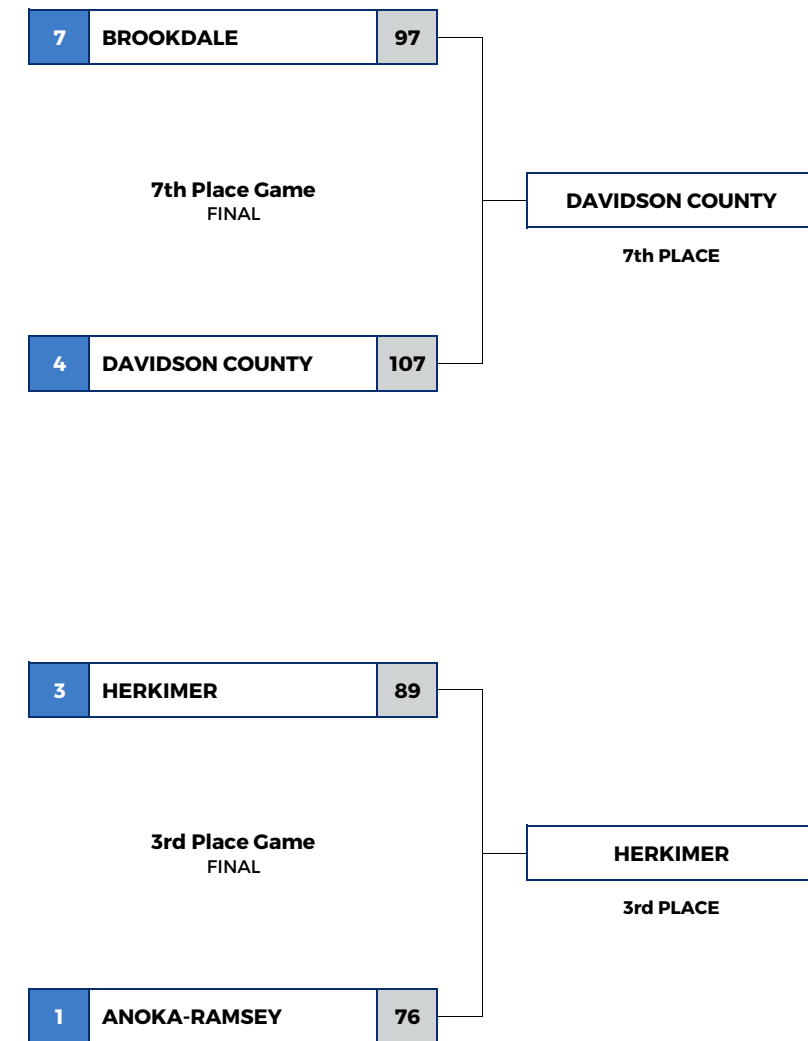 7 BROOKDALE 97
7th Place Game
FINAL
DAVIDSON COUNTY
7th PLACE
4 DAVIDSON COUNTY 107
3 HERKIMER 89
3rd Place Game
FINAL
HERKIMER
3rd PLACE
1 ANOKA-RAMSEY 76